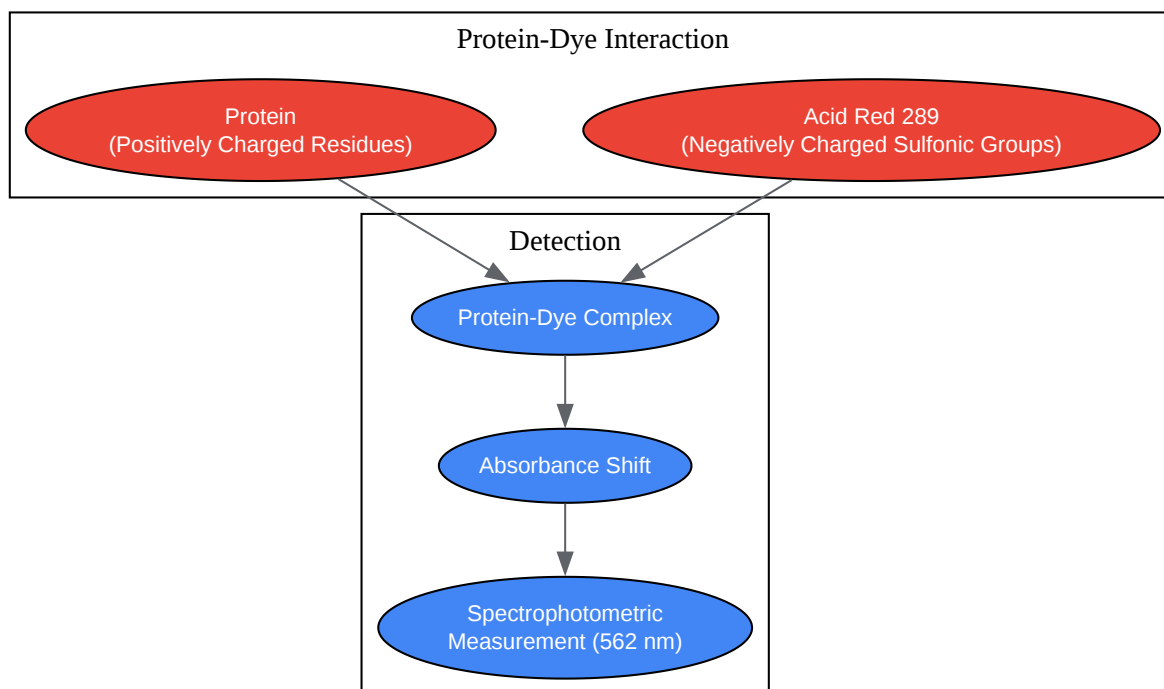 Protein-Dye Interaction
Protein
(Positively Charged Residues)
Acid Red 289
(Negatively Charged Sulfonic Groups)
Detection
Protein-Dye Complex
Absorbance Shift
Spectrophotometric
Measurement (562 nm)